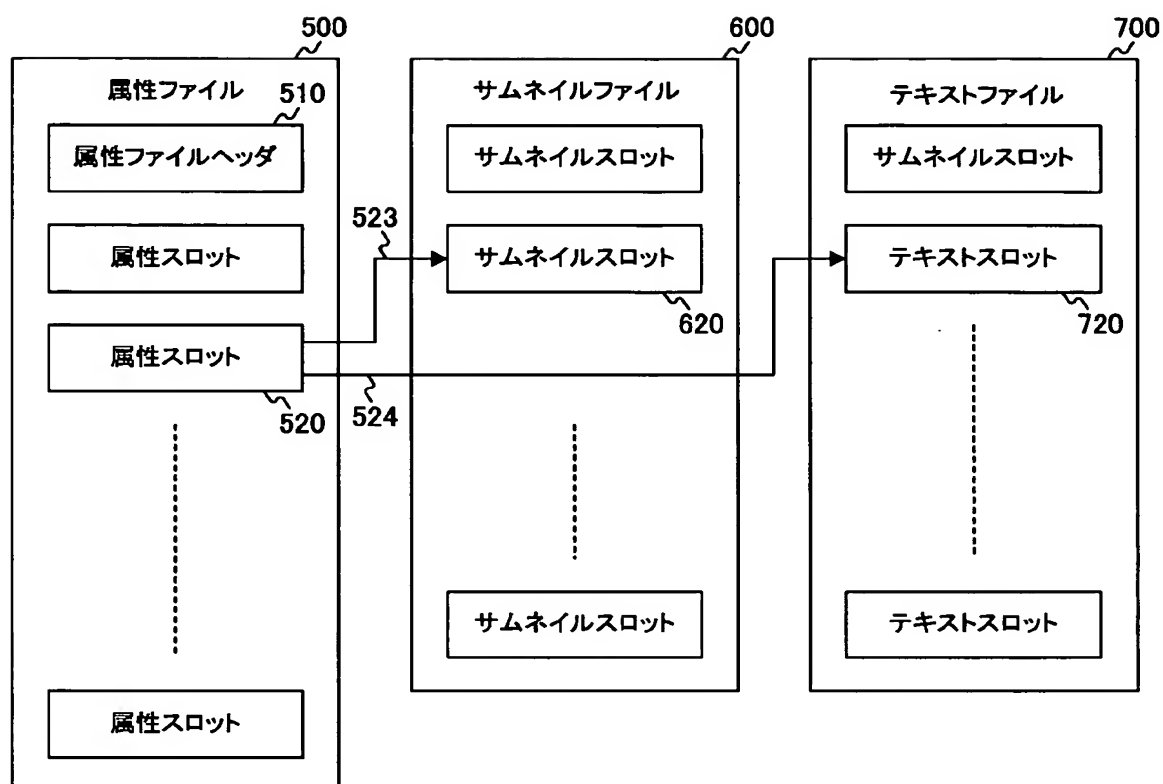 500
属性ファイル
510
属性ファイルヘッダ
属性スロット
属性スロット
520
属性スロット
523
524
600
サムネイルファイル
サムネイルスロット
サムネイルスロット
620
サムネイルスロット
700
テキストファイル
サムネイルスロット
テキストスロット
720
テキストスロット